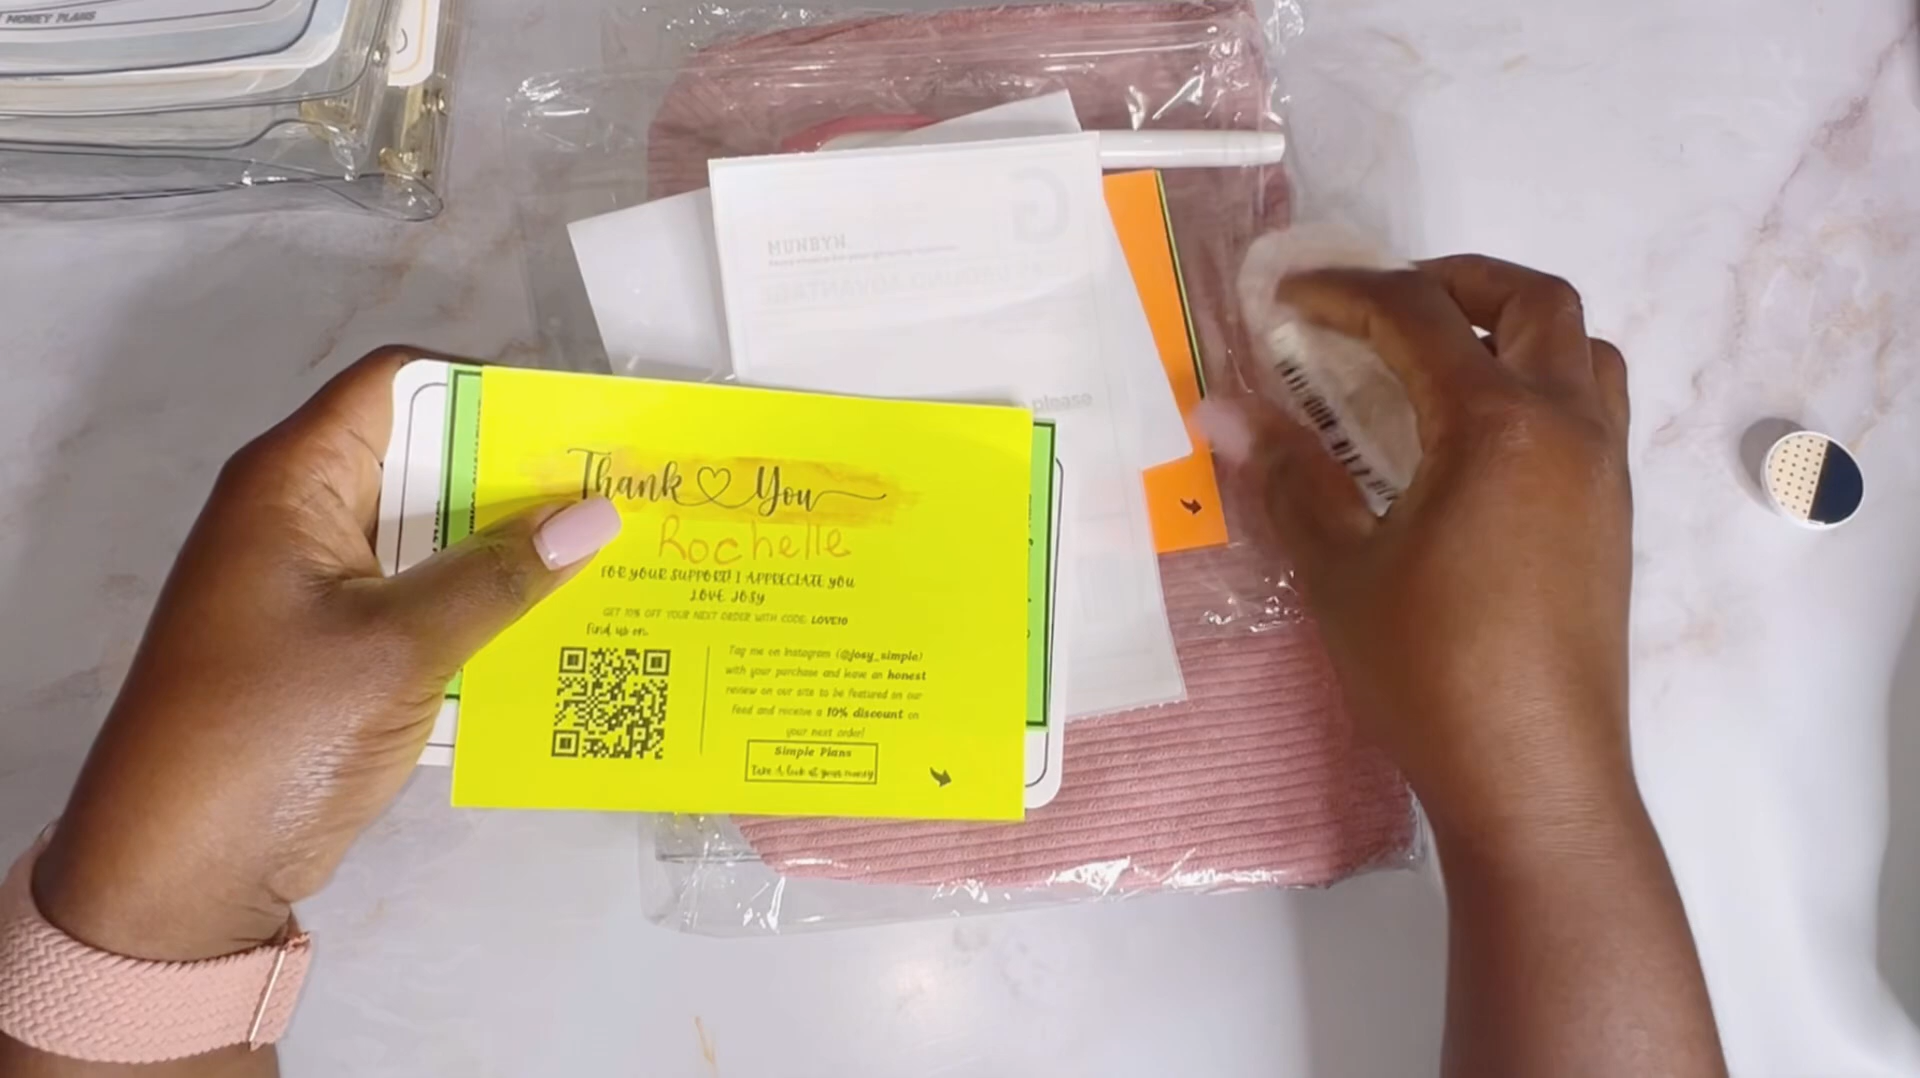 MONEY PLANS
MUNBYN
G
GROUND ADVANTAGE
please
Thank You
Rochelle
FOR YOUR SUPPORT! I APPRECIATE YOU
LOVE JOSY
GET 10% OFF YOUR NEXT ORDER WITH CODE: LOVE10
Find us on:
Tag me on Instagram (@josy_simple)
with your purchase and leave an honest
review on our site to be featured on our
feed and receive a 10% discount on
your next order!
Simple Plans
Take A look at your money